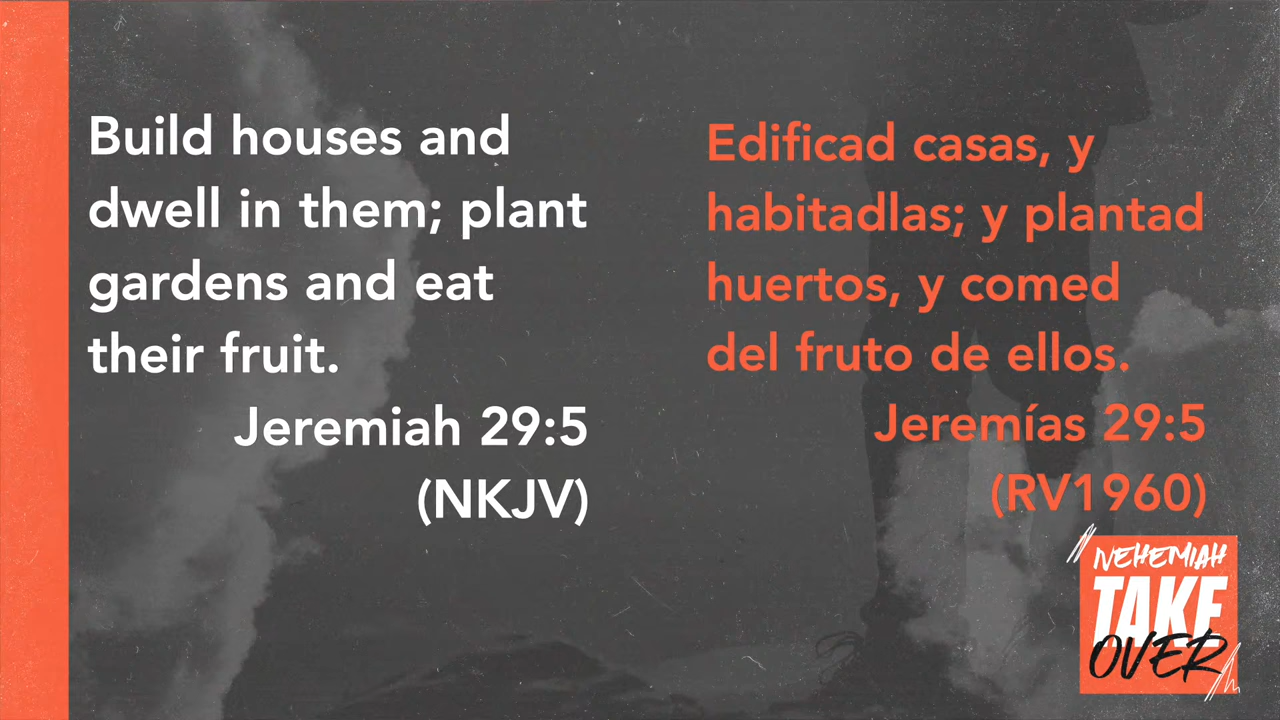 Build houses and
dwell in them; plant
gardens and eat
their fruit.
Jeremiah 29:5
(NKJV)
Edificad casas, y
habitadlas; y plantad
huertos, y comed
del fruto de ellos.
Jeremías 29:5
(RV1960)
NEHEMIAH
TAKE
OVER